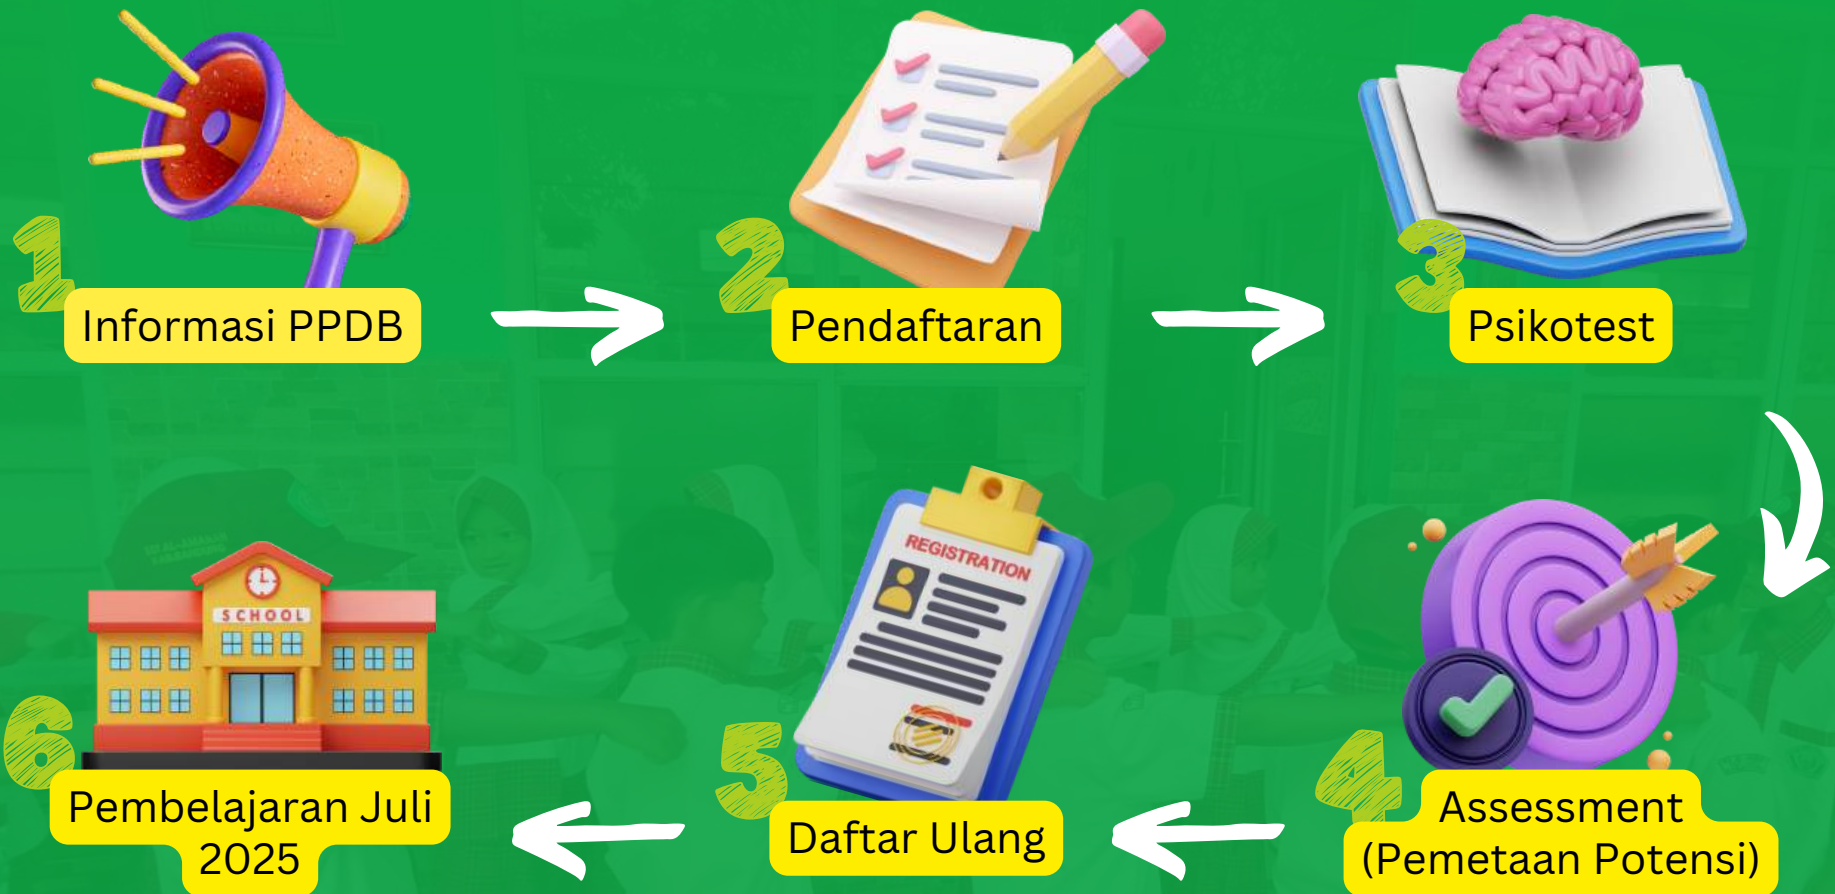 1
Informasi PPDB
2
Pendaftaran
3
Psikotest
4
Assessment
(Pemetaan Potensi)
REGISTRATION
5
Daftar Ulang
SCHOOL
6
Pembelajaran Juli
2025